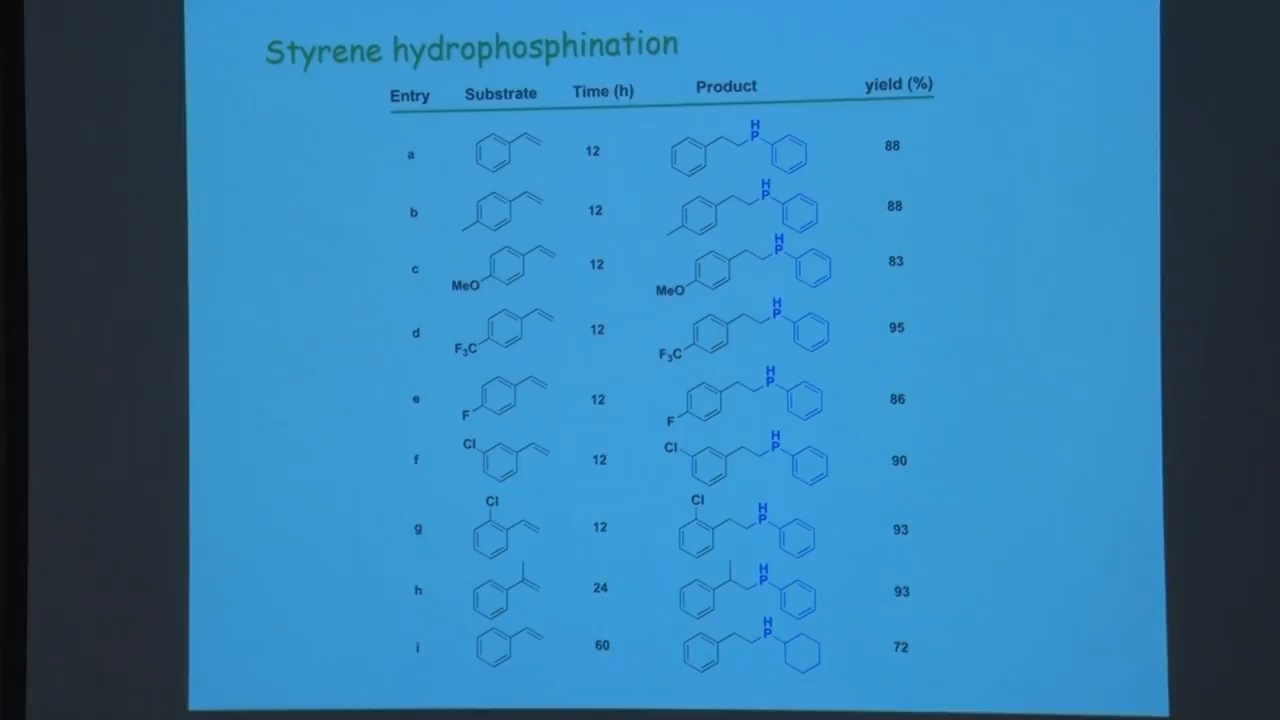 Styrene hydrophosphination
Entry Substrate Time (h) Product yield (%)
a 12 H P 88
b 12 H P 88
c MeO 12 MeO H P 83
d F₃C 12 F₃C H P 95
e F 12 F H P 86
f Cl 12 Cl H P 90
g Cl 12 Cl H P 93
h 24 H P 93
i 60 H P 72